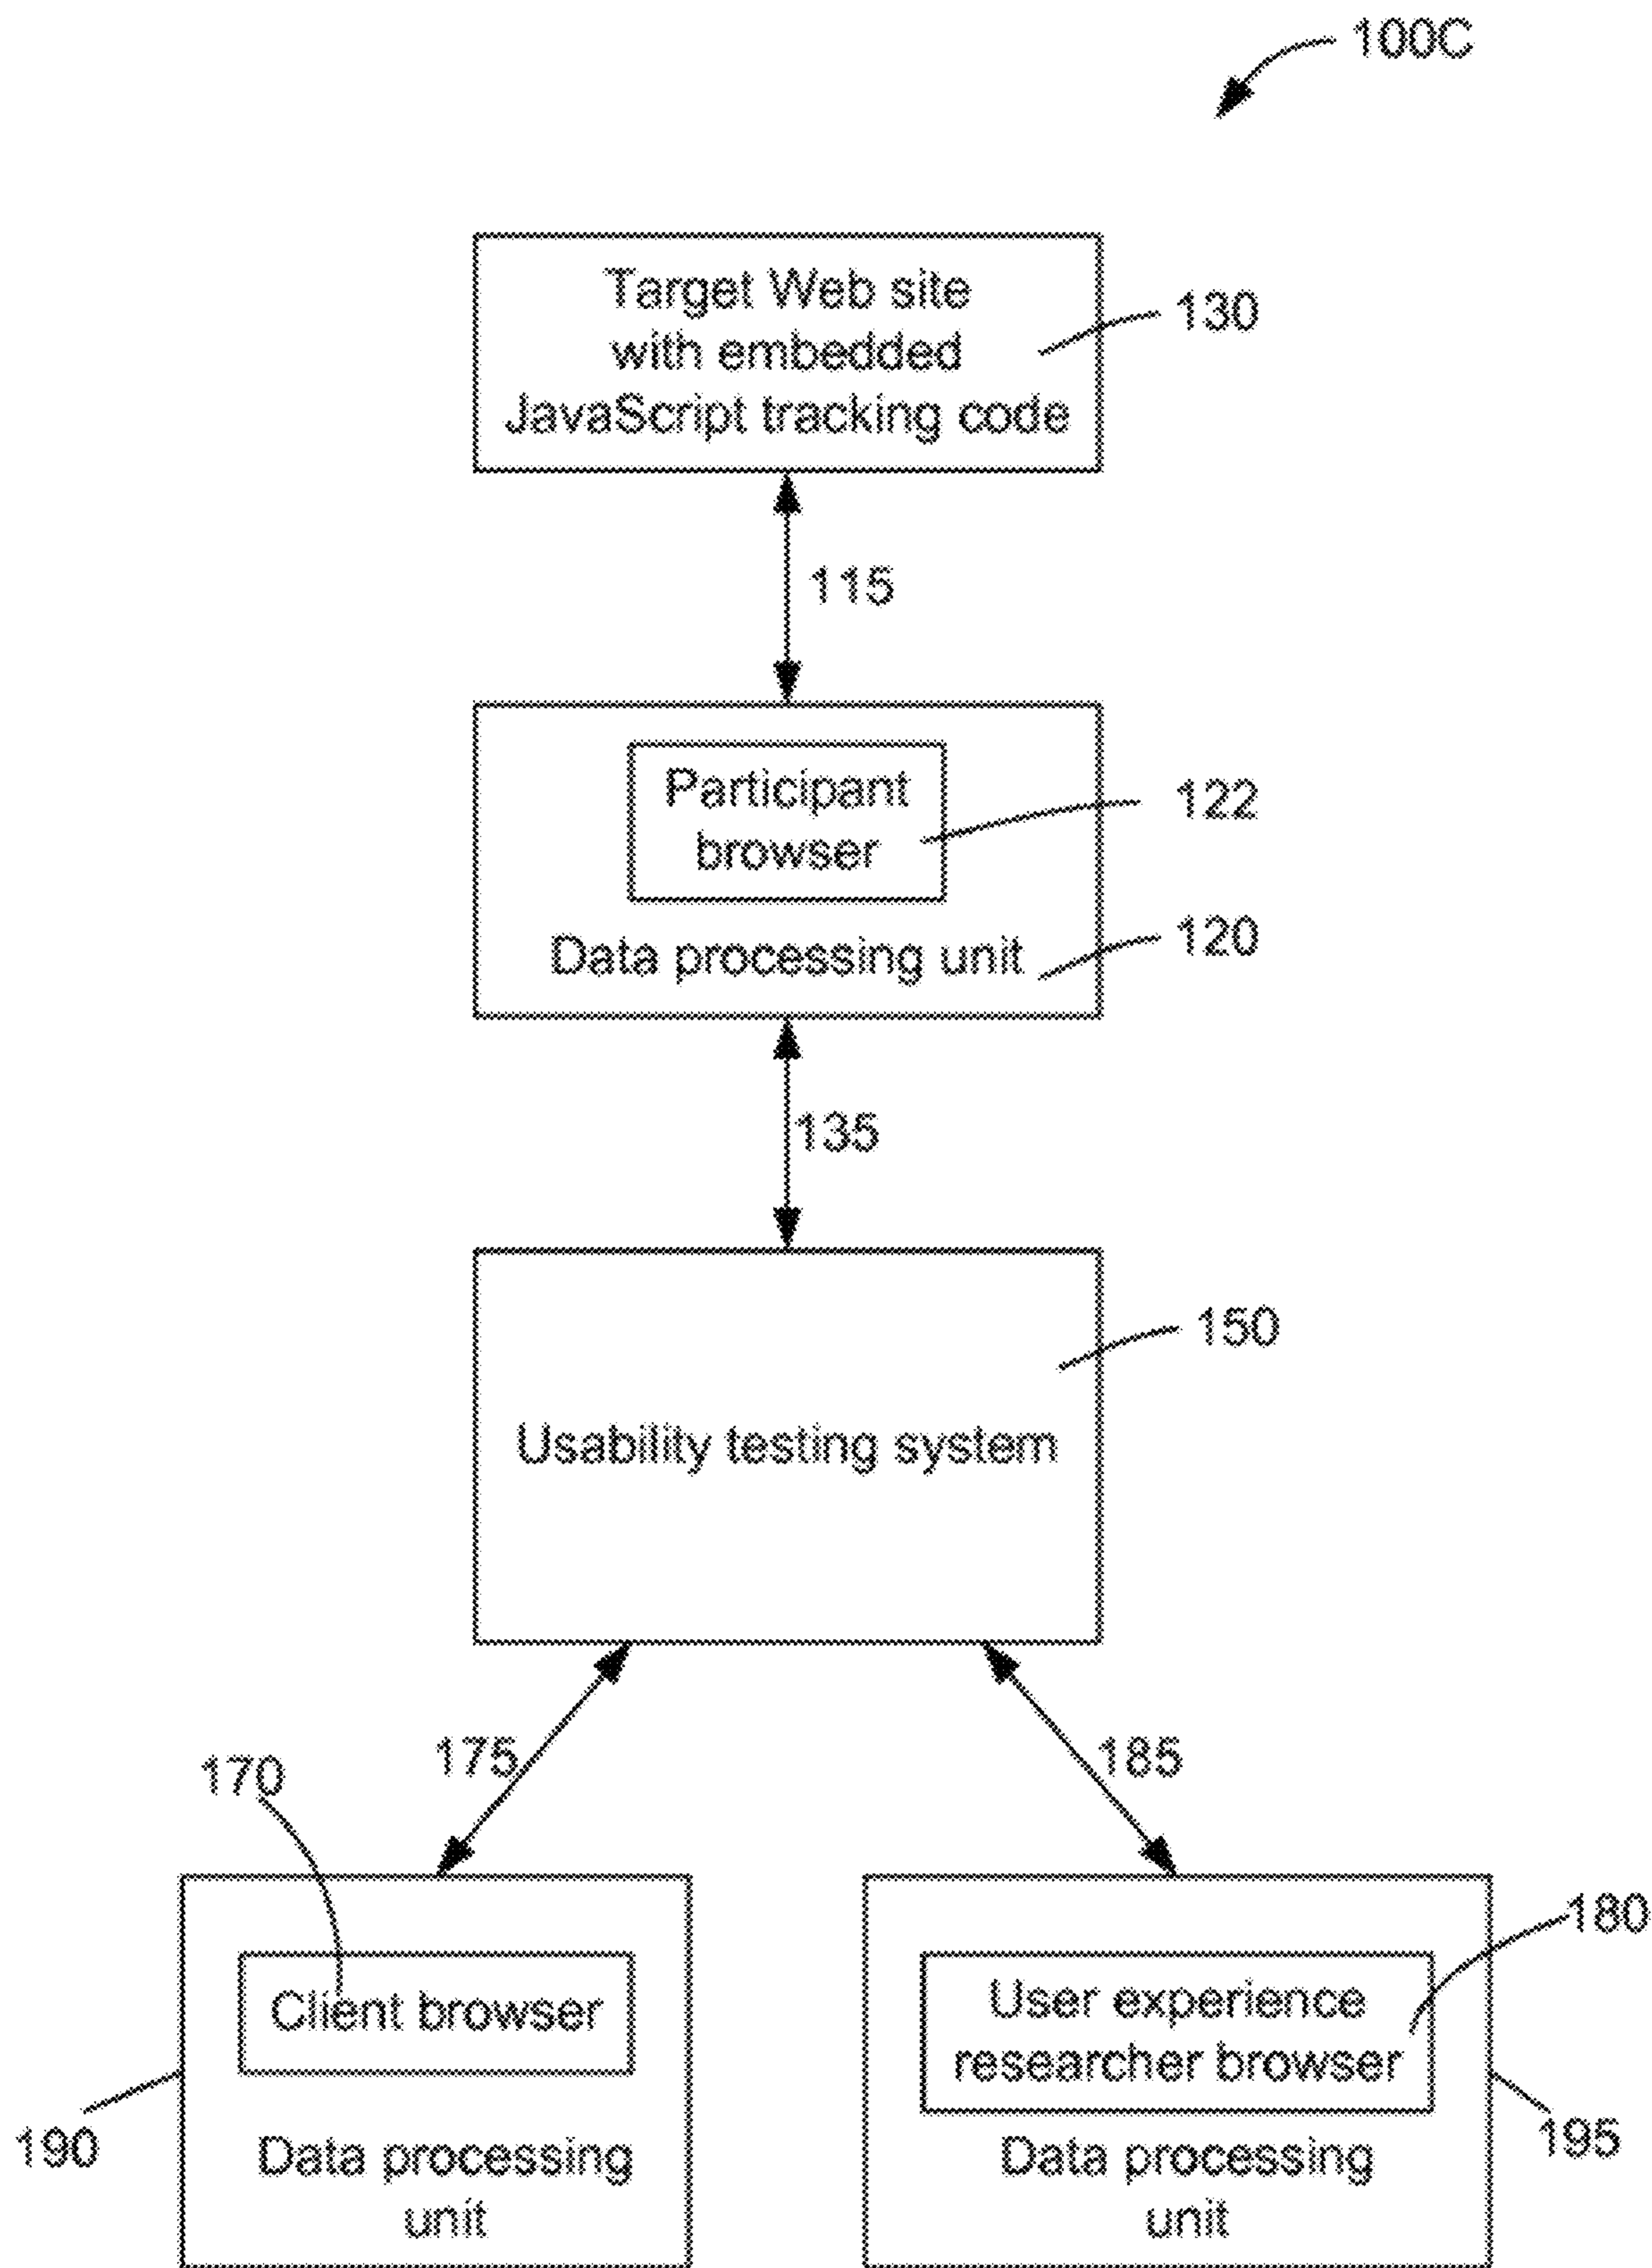 100C
Target Web site
with embedded
JavaScript tracking code
130
115
Participant
browser
122
Data processing unit
120
135
150
Usability testing system
175
185
170
180
Client browser
User experience
researcher browser
190
195
Data processing
unit
Data processing
unit